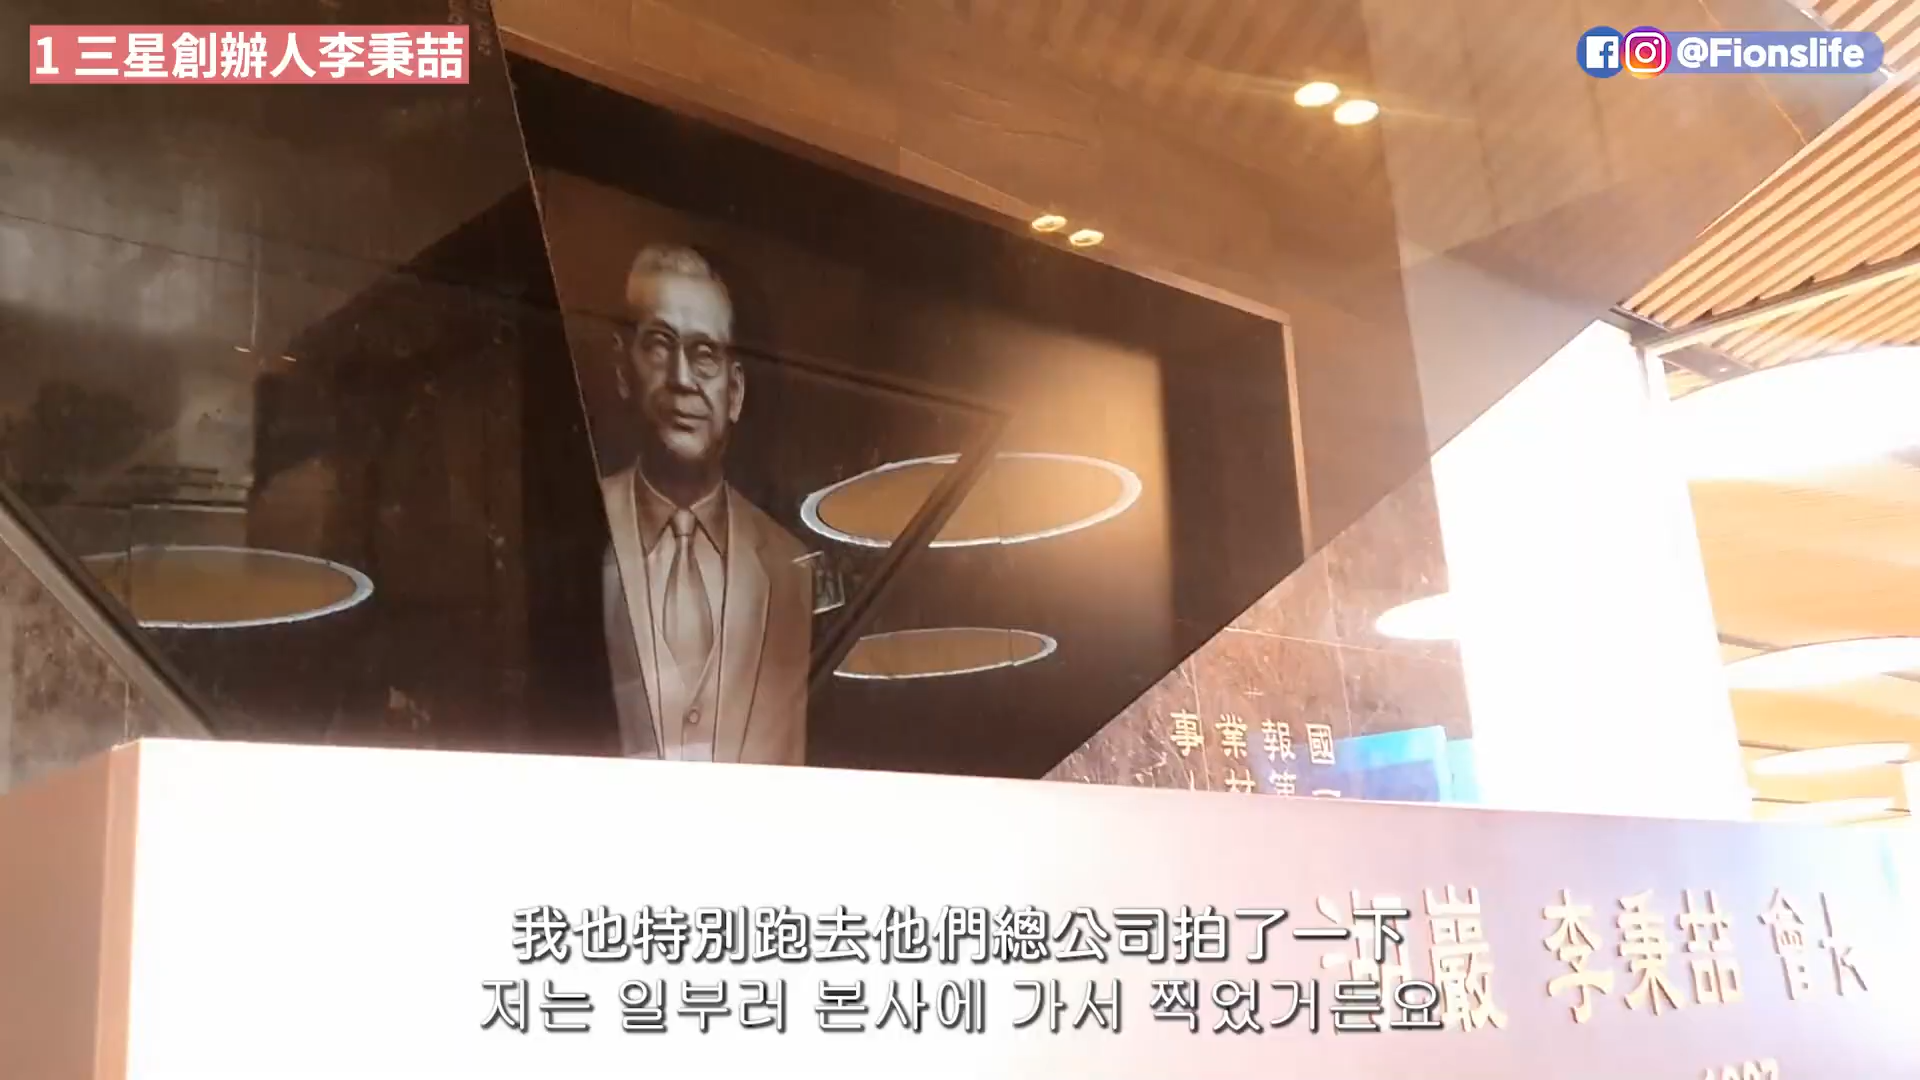 1 三星創辦人李秉喆
@Fionslife
事業報國
湖巖 李秉喆 會長
我也特別跑去他們總公司拍了一下
저는 일부러 본사에 가서 찍었거든요